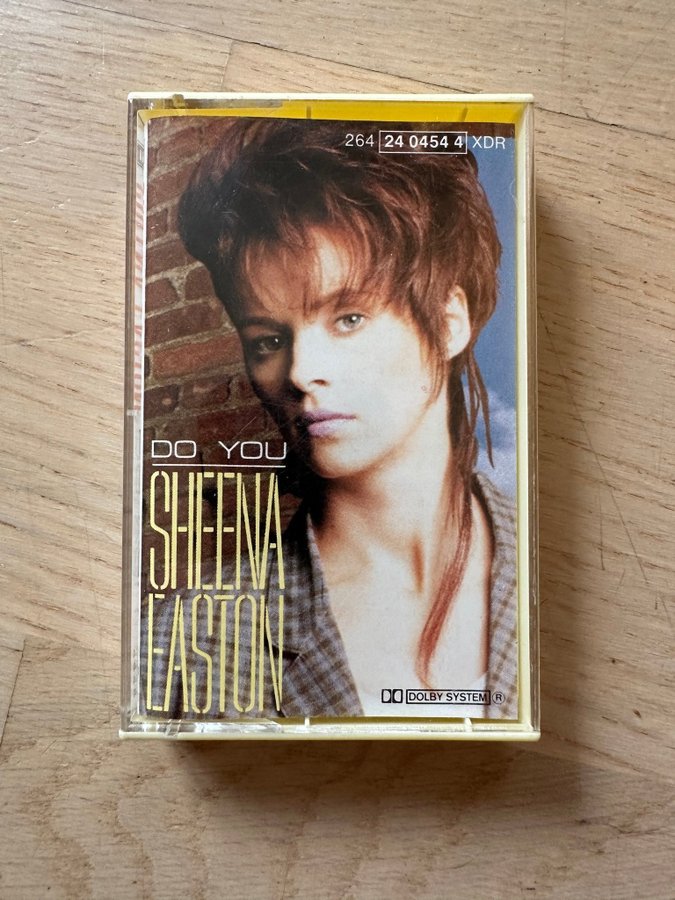 264 24 0454 4 XDR
DO YOU
SHEENA
EASTON
DOLBY SYSTEM ®